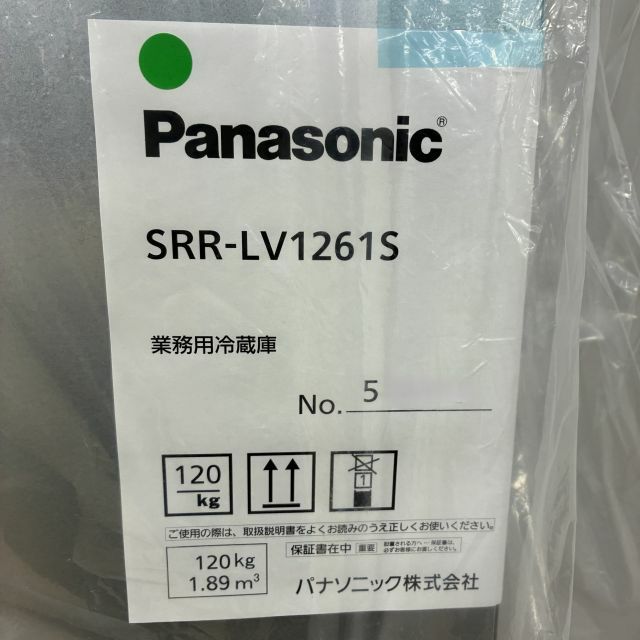 Panasonic®
SRR-LV1261S
業務用冷蔵庫
No. 5
120
kg
1
ご使用の際は、取扱説明書をよくお読みのうえ正しくお使いください。
保証書在中 重要
120kg
1.89m³
パナソニック株式会社